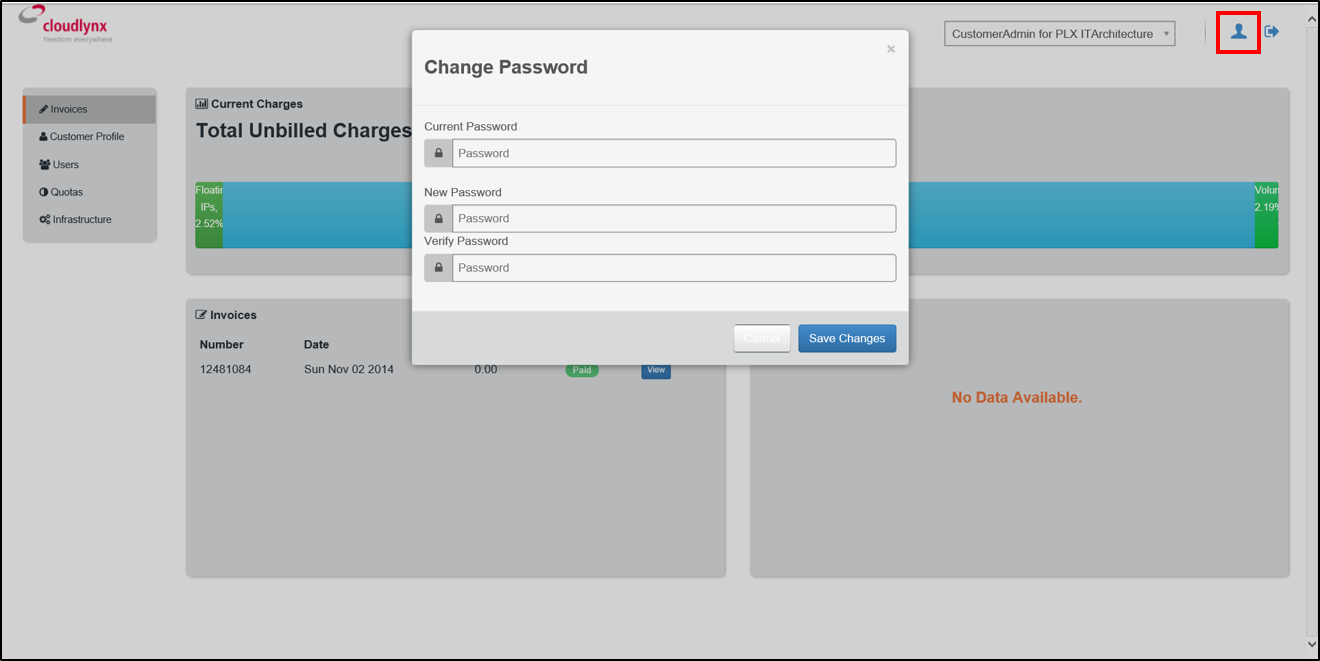 cloudlynx
freedom everywhere
CustomerAdmin for PLX ITArchitecture
Invoices
Customer Profile
Users
Quotas
Infrastructure
Current Charges
Total Unbilled Charges
Floatin
IPs,
2.52%
Volun
2.19%
×
Change Password
Current Password
Password
New Password
Password
Verify Password
Password
Cancel
Save Changes
Invoices
Number Date
12481084 Sun Nov 02 2014 0.00 Paid View
No Data Available.